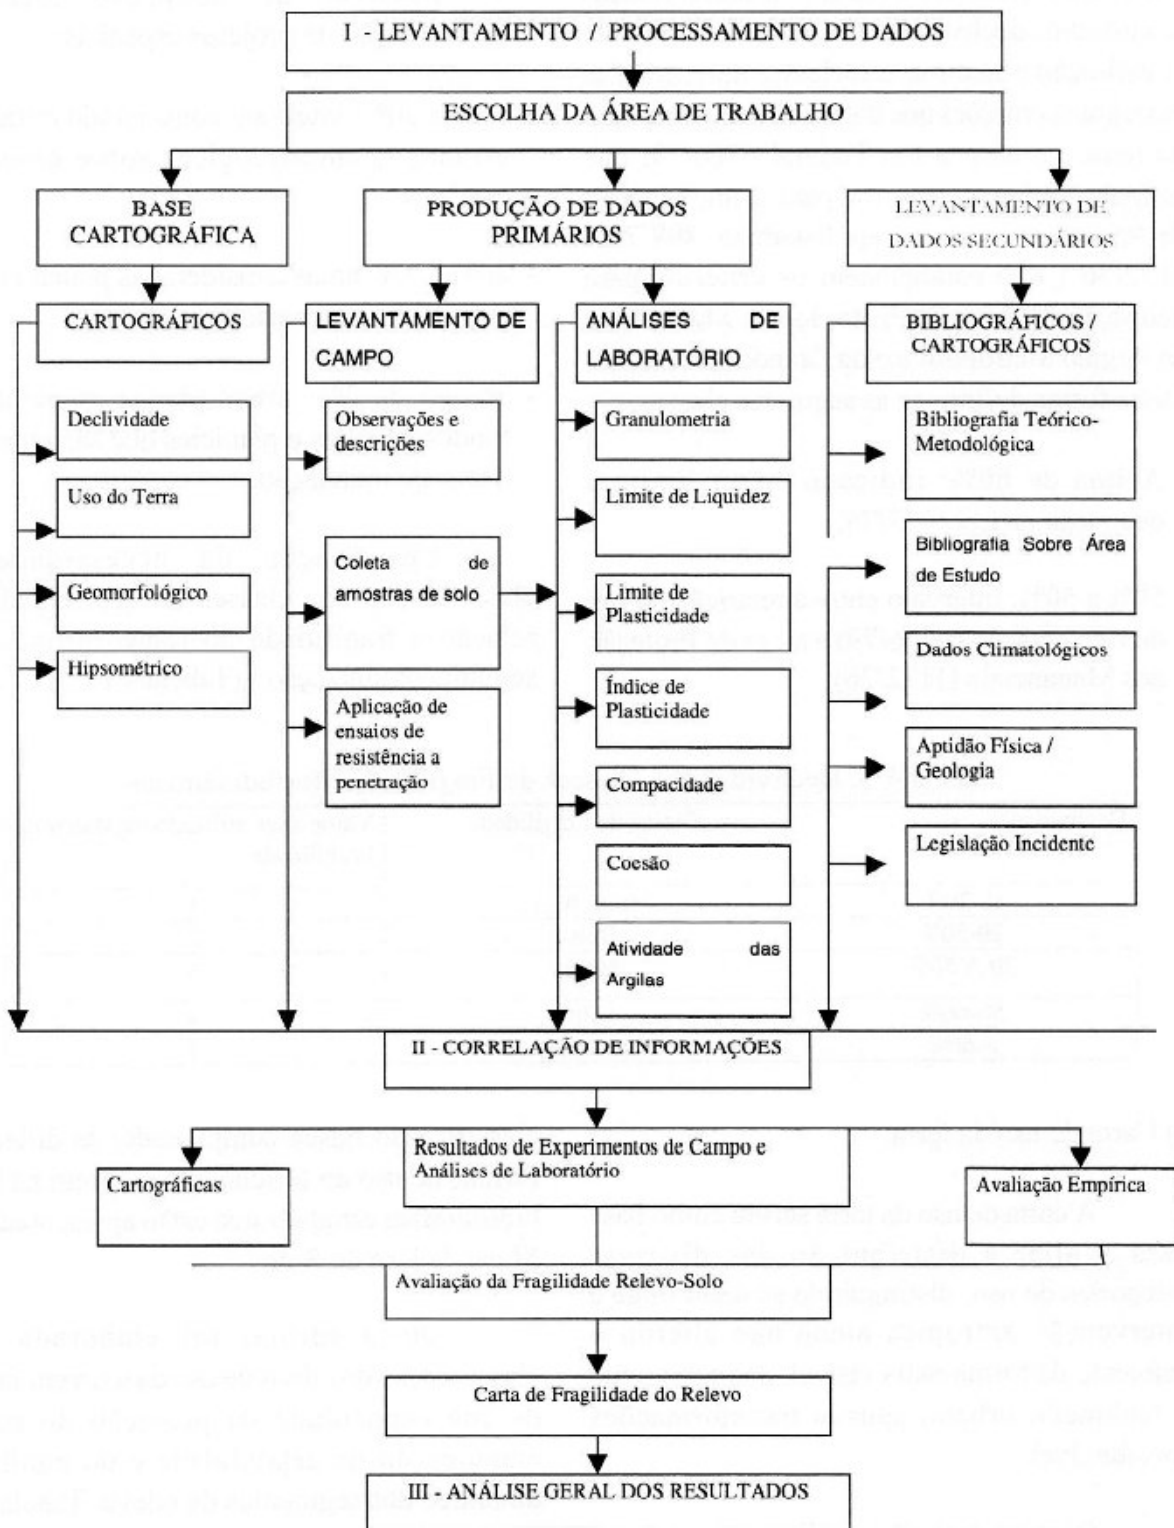 I - LEVANTAMENTO / PROCESSAMENTO DE DADOS
ESCOLHA DA ÁREA DE TRABALHO
BASE
CARTOGRÁFICA
PRODUÇÃO DE DADOS
PRIMÁRIOS
LEVANTAMENTO DE
DADOS SECUNDÁRIOS
CARTOGRÁFICOS
Declividade
Uso do Terra
Geomorfológico
Hipsométrico
LEVANTAMENTO DE
CAMPO
Observações e
descrições
Coleta de
amostras de solo
Aplicação de
ensaios de
resistência a
penetração
ANÁLISES DE
LABORATÓRIO
Granulometria
Limite de Liquidez
Limite de
Plasticidade
Índice de
Plasticidade
Compacidade
Coesão
Atividade das
Argilas
BIBLIOGRÁFICOS /
CARTOGRÁFICOS
Bibliografia Teórico-
Metodológica
Bibliografia Sobre Área
de Estudo
Dados Climatológicos
Aptidão Física /
Geologia
Legislação Incidente
II - CORRELAÇÃO DE INFORMAÇÕES
Cartográficas
Resultados de Experimentos de Campo e
Análises de Laboratório
Avaliação Empírica
Avaliação da Fragilidade Relevo-Solo
Carta de Fragilidade do Relevo
III - ANÁLISE GERAL DOS RESULTADOS